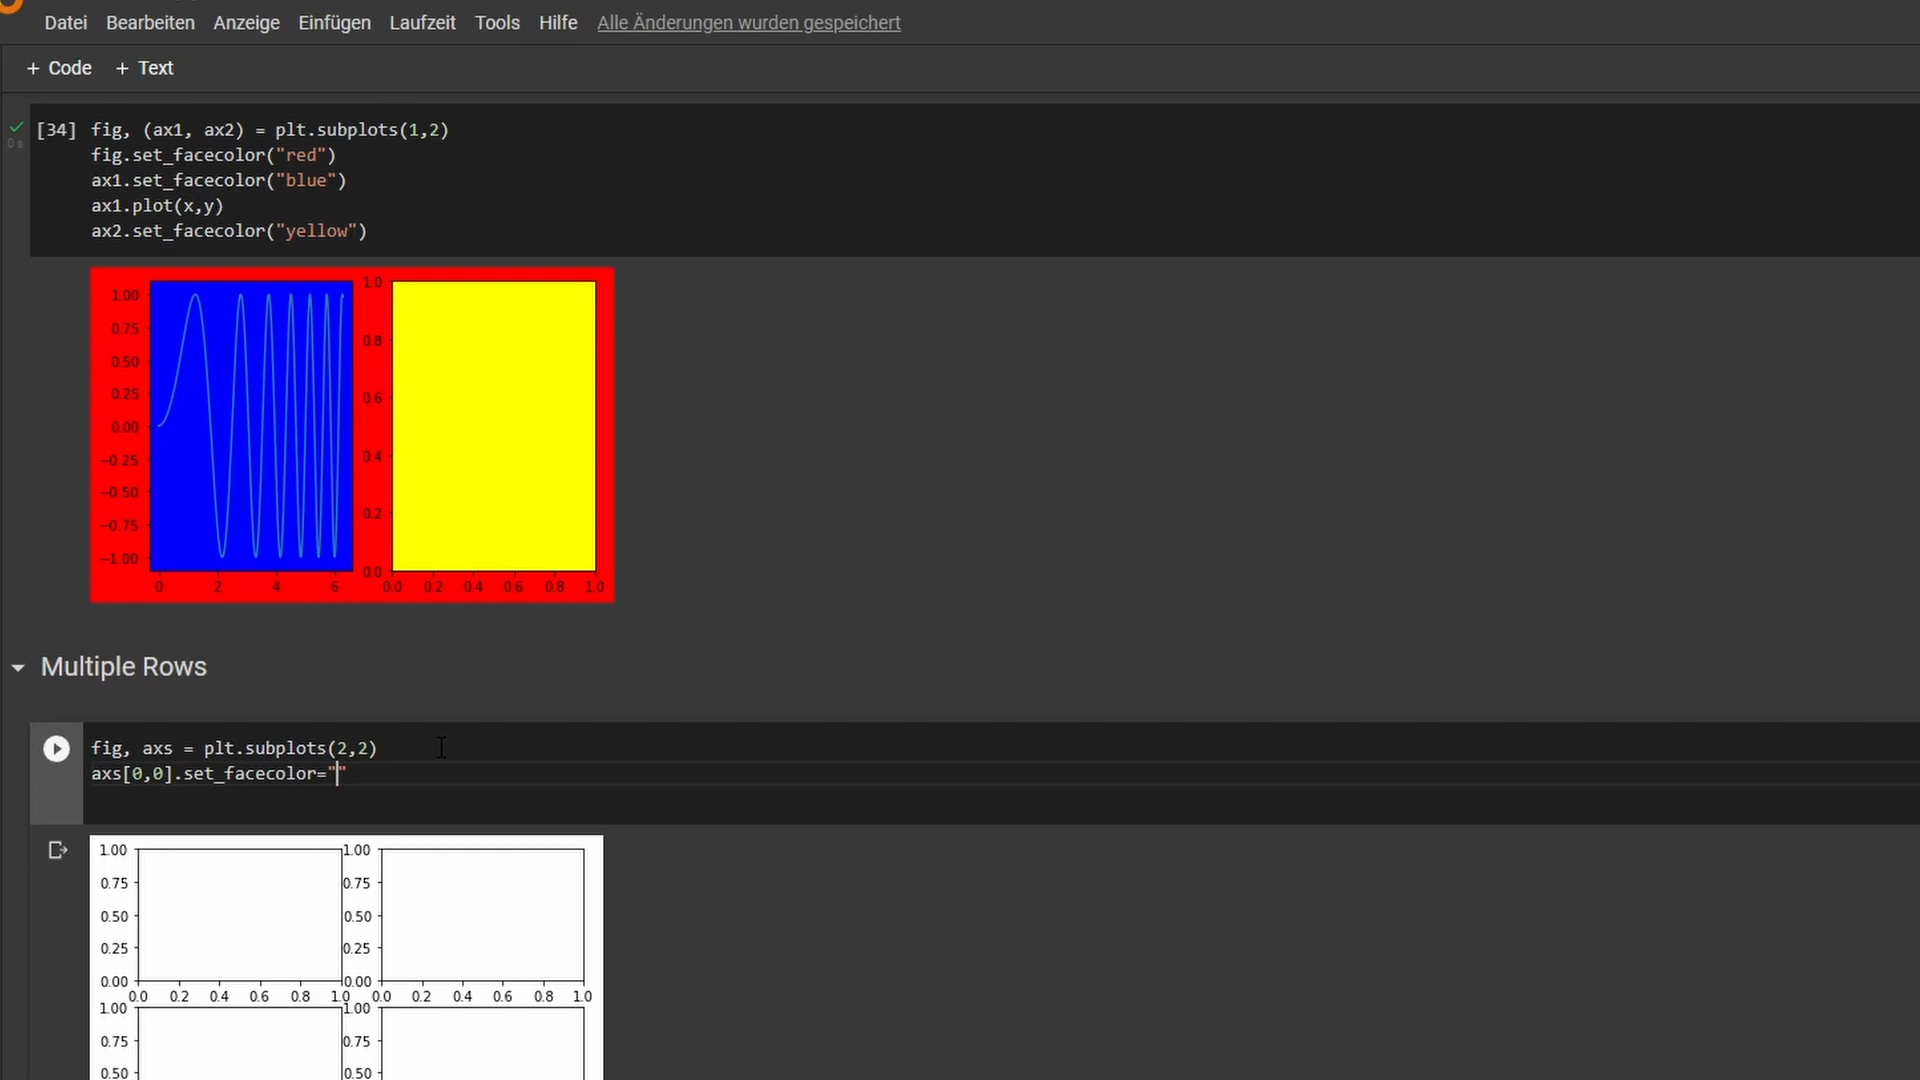 Datei Bearbeiten Anzeige Einfügen Laufzeit Tools Hilfe Alle Änderungen wurden gespeichert
+ Code + Text
[34] fig, (ax1, ax2) = plt.subplots(1,2)
0 s
fig.set_facecolor("red")
ax1.set_facecolor("blue")
ax1.plot(x,y)
ax2.set_facecolor("yellow")
1.00
0.75
0.50
0.25
0.00
−0.25
−0.50
−0.75
−1.00
0 2 4 6
1.0
0.8
0.6
0.4
0.2
0.0
0.0 0.2 0.4 0.6 0.8 1.0
Multiple Rows
fig, axs = plt.subplots(2,2)
axs[0,0].set_facecolor=""
1.00
0.75
0.50
0.25
0.00
0.0 0.2 0.4 0.6 0.8 1.0
1.00
0.75
0.50
0.25
0.00
0.0 0.2 0.4 0.6 0.8 1.0
1.00
0.75
0.50
1.00
0.75
0.50